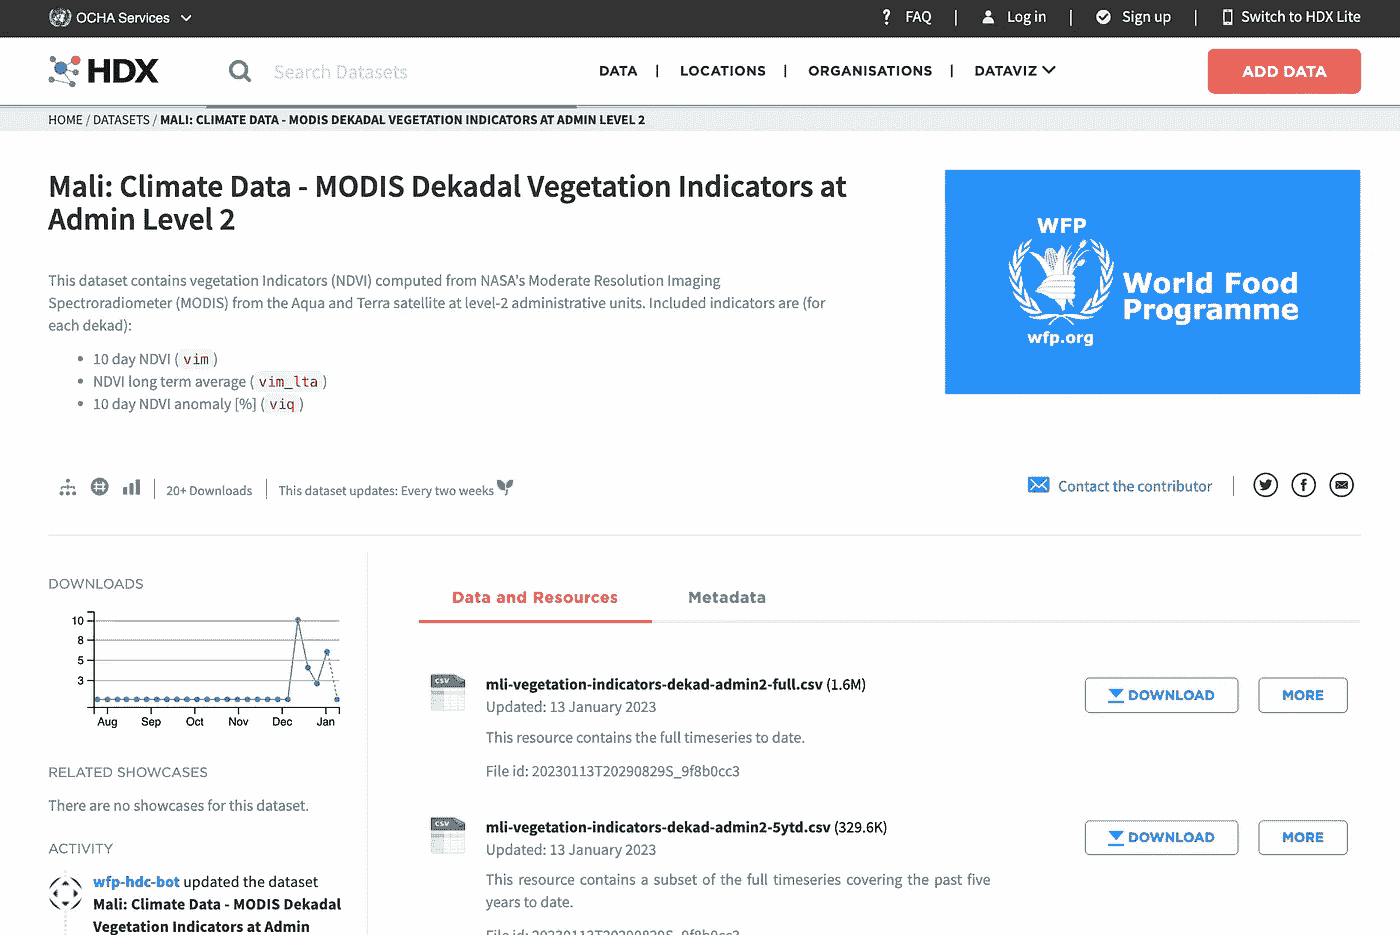 OCHA Services
FAQ | Log in | Sign up | Switch to HDX Lite
HDX
Search Datasets
DATA | LOCATIONS | ORGANISATIONS | DATAVIZ
ADD DATA
HOME / DATASETS / MALI: CLIMATE DATA - MODIS DEKADAL VEGETATION INDICATORS AT ADMIN LEVEL 2
Mali: Climate Data - MODIS Dekadal Vegetation Indicators at
Admin Level 2
This dataset contains vegetation Indicators (NDVI) computed from NASA's Moderate Resolution Imaging
Spectroradiometer (MODIS) from the Aqua and Terra satellite at level-2 administrative units. Included indicators are (for
each dekad):
• 10 day NDVI ( vim )
• NDVI long term average ( vim_lta )
• 10 day NDVI anomaly [%] ( viq )
WFP
World Food
Programme
wfp.org
20+ Downloads | This dataset updates: Every two weeks
Contact the contributor
DOWNLOADS
10
8
5
3
Aug Sep Oct Nov Dec Jan
RELATED SHOWCASES
There are no showcases for this dataset.
ACTIVITY
wfp-hdc-bot updated the dataset
Mali: Climate Data - MODIS Dekadal
Vegetation Indicators at Admin
Data and Resources
Metadata
CSV
mli-vegetation-indicators-dekad-admin2-full.csv (1.6M)
Updated: 13 January 2023
This resource contains the full timeseries to date.
File id: 20230113T20290829S_9f8b0cc3
DOWNLOAD
MORE
CSV
mli-vegetation-indicators-dekad-admin2-5ytd.csv (329.6K)
Updated: 13 January 2023
This resource contains a subset of the full timeseries covering the past five
years to date.
File id: 20230113T20290829S_9f8b0cc3
DOWNLOAD
MORE